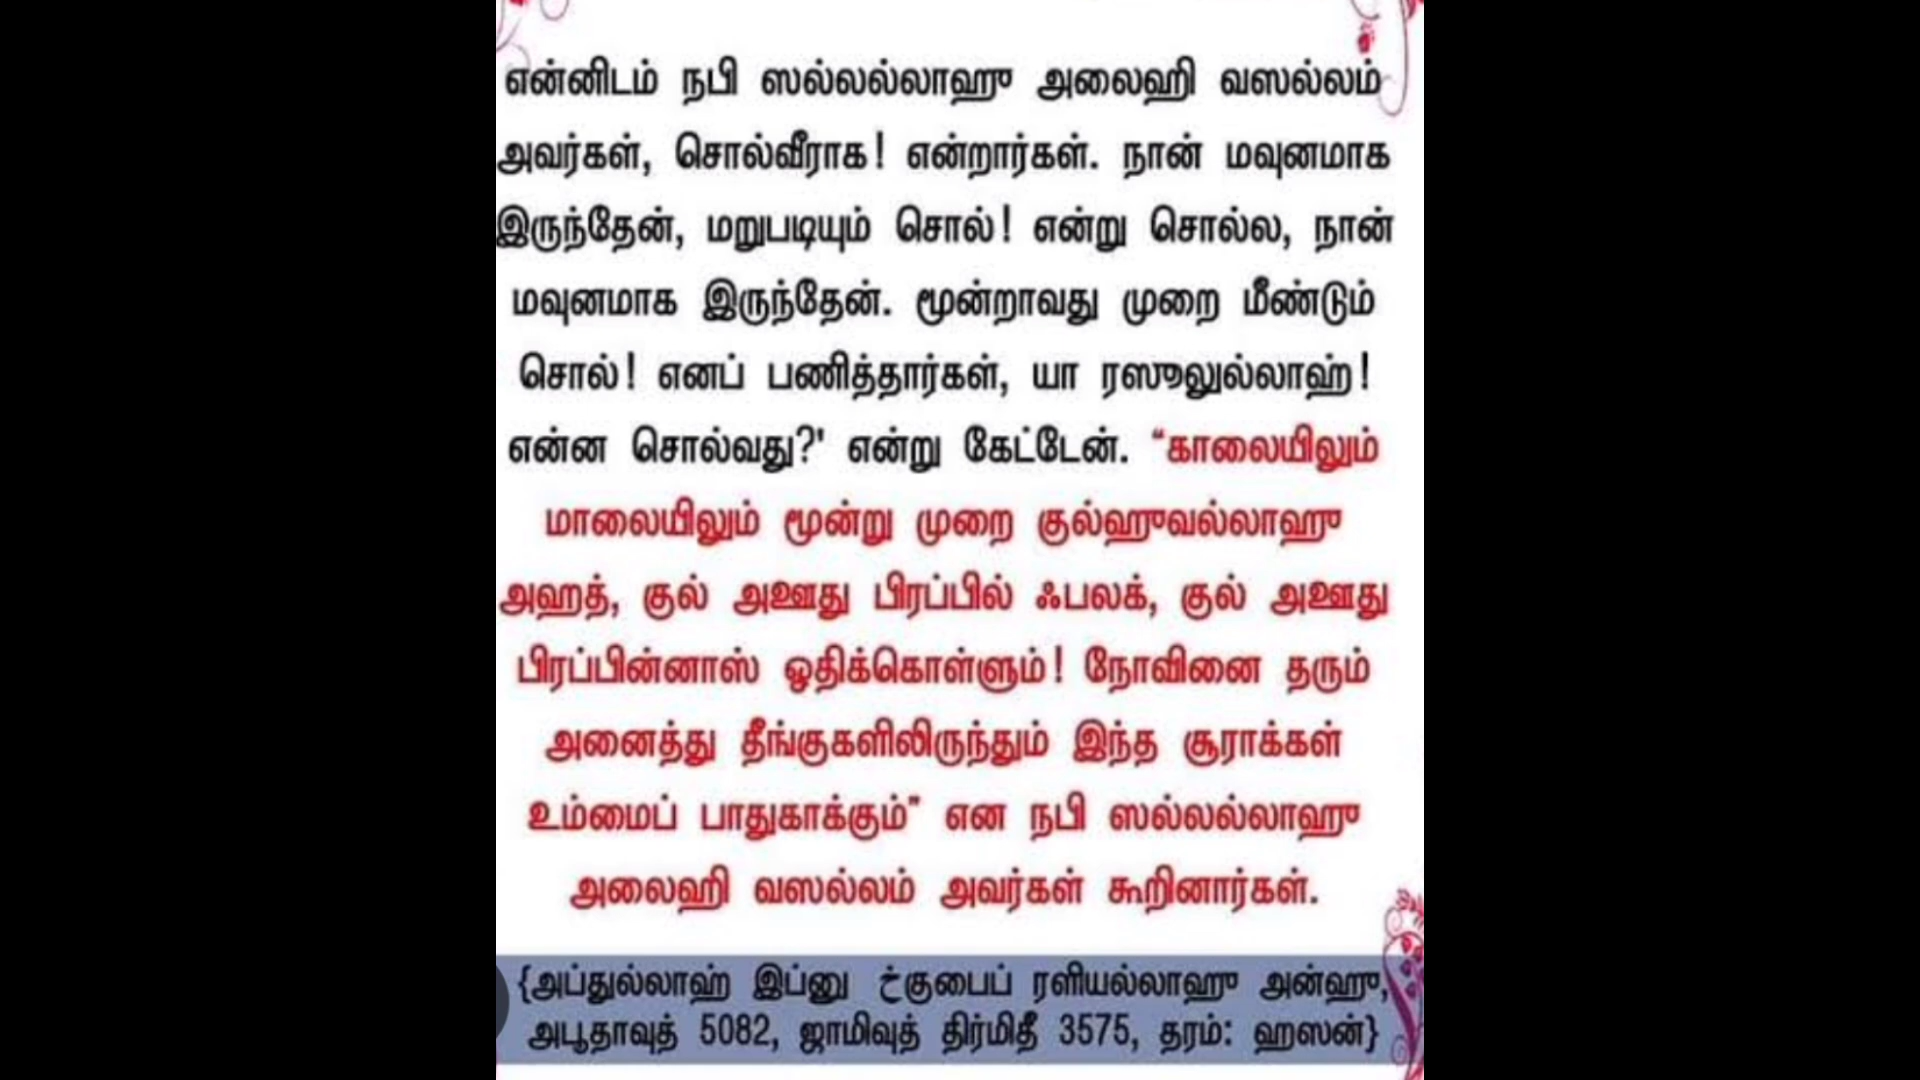 என்னிடம் நபி ஸல்லல்லாஹு அலைஹி வஸல்லம்
அவர்கள், சொல்வீராக! என்றார்கள். நான் மவுனமாக
இருந்தேன், மறுபடியும் சொல்! என்று சொல்ல, நான்
மவுனமாக இருந்தேன். மூன்றாவது முறை மீண்டும்
சொல்! எனப் பணித்தார்கள், யா ரஸூலுல்லாஹ்!
என்ன சொல்வது?' என்று கேட்டேன். “காலையிலும்
மாலையிலும் மூன்று முறை குல்ஹுவல்லாஹு
அஹத், குல் அஊது பிரப்பில் ஃபலக், குல் அஊது
பிரப்பின்னாஸ் ஓதிக்கொள்ளும்! நோவினை தரும்
அனைத்து தீங்குகளிலிருந்தும் இந்த சூராக்கள்
உம்மைப் பாதுகாக்கும்” என நபி ஸல்லல்லாஹு
அலைஹி வஸல்லம் அவர்கள் கூறினார்கள்.
{அப்துல்லாஹ் இப்னு خகுபைப் ரளியல்லாஹு அன்ஹு,
அபூதாவுத் 5082, ஜாமிவுத் திர்மிதீ 3575, தரம்: ஹஸன்}